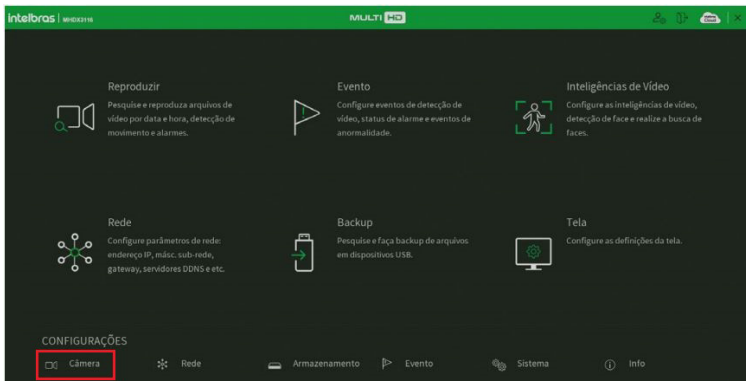 intelbras | MHDX3116
MULTI HD
Reproduzir
Pesquise e reproduza arquivos de
vídeo por data e hora, detecção de
movimento e alarmes.
Evento
Configure eventos de detecção de
vídeo, status de alarme e eventos de
anormalidade.
Inteligências de Vídeo
Configure as inteligências de vídeo,
detecção de face e realize a busca de
faces.
Rede
Configure parâmetros de rede:
endereço IP, másc. sub-rede,
gateway, servidores DDNS e etc.
Backup
Pesquise e faça backup de arquivos
em dispositivos USB.
Tela
Configure as definições da tela.
CONFIGURAÇÕES
Câmera
Rede
Armazenamento
Evento
Sistema
Info